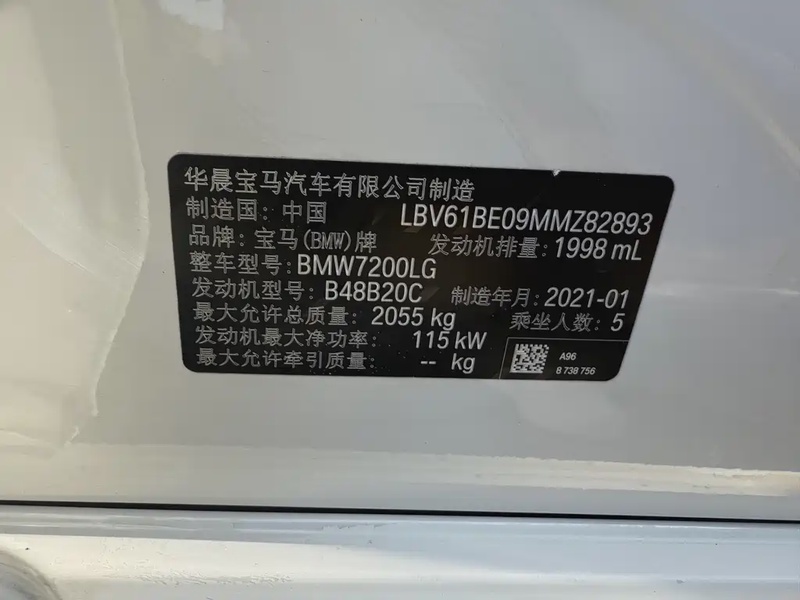 华晨宝马汽车有限公司制造
制造国: 中国 LBV61BE09MMZ82893
品牌: 宝马(BMW)牌 发动机排量: 1998 mL
整车型号: BMW7200LG
发动机型号: B48B20C 制造年月: 2021-01
最大允许总质量: 2055 kg 乘坐人数: 5
发动机最大净功率: 115 kW
最大允许牵引质量: -- kg
A96
8 738 756